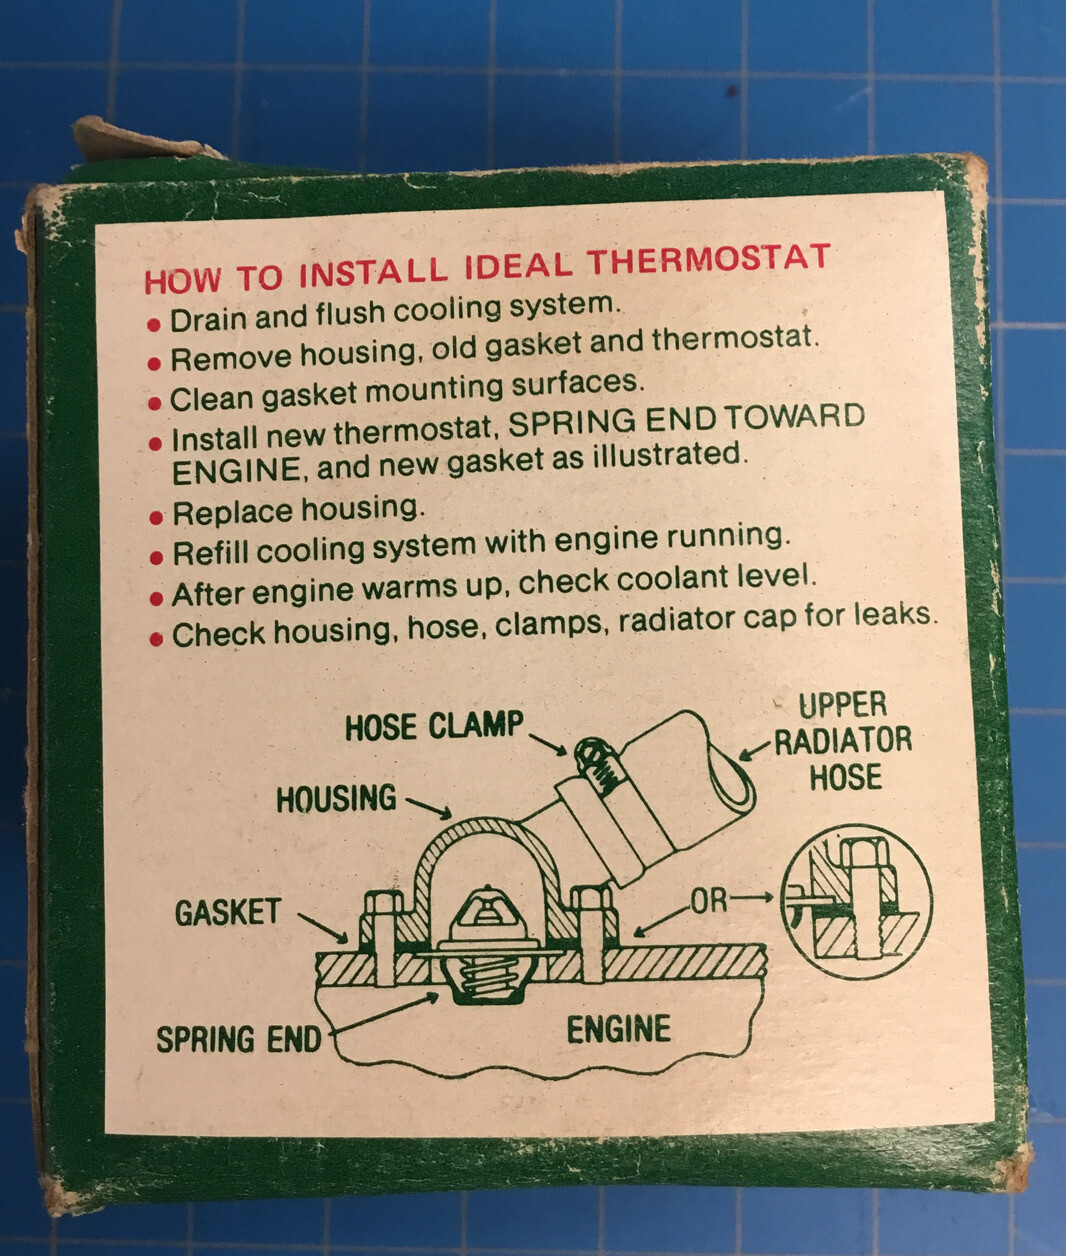 HOW TO INSTALL IDEAL THERMOSTAT
• Drain and flush cooling system.
• Remove housing, old gasket and thermostat.
• Clean gasket mounting surfaces.
• Install new thermostat, SPRING END TOWARD
ENGINE, and new gasket as illustrated.
• Replace housing.
• Refill cooling system with engine running.
• After engine warms up, check coolant level.
• Check housing, hose, clamps, radiator cap for leaks.
HOSE CLAMP
UPPER
RADIATOR
HOSE
HOUSING
GASKET
OR
SPRING END
ENGINE